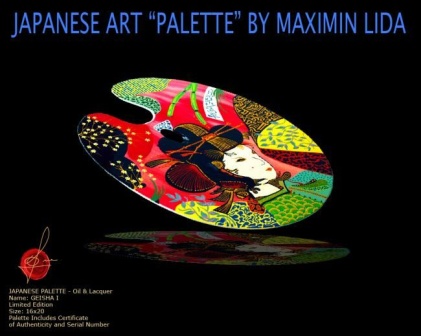 JAPANESE ART “PALETTE” BY MAXIMIN LIDA
JAPANESE PALETTE - Oil & Lacquer
Name: GEISHA I
Limited Edition
Size: 16x20
Palette Includes Certificate
of Authenticity and Serial Number